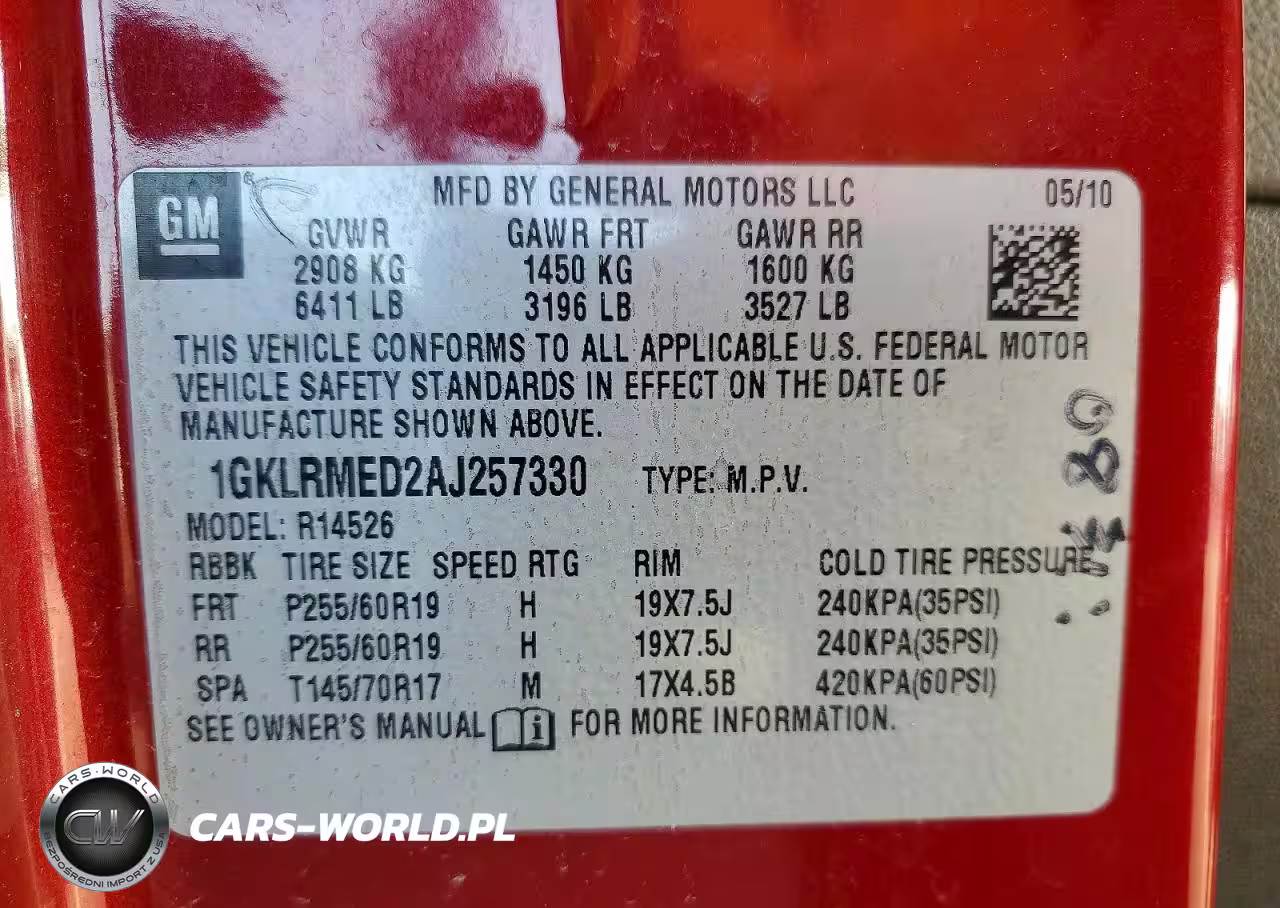 GM
MFD BY GENERAL MOTORS LLC 05/10
GVWR GAWR FRT GAWR RR
2908 KG 1450 KG 1600 KG
6411 LB 3196 LB 3527 LB
THIS VEHICLE CONFORMS TO ALL APPLICABLE U.S. FEDERAL MOTOR
VEHICLE SAFETY STANDARDS IN EFFECT ON THE DATE OF
MANUFACTURE SHOWN ABOVE.
1GKLRMED2AJ257330 TYPE: M.P.V.
MODEL: R14526
RBBK TIRE SIZE SPEED RTG RIM COLD TIRE PRESSURE
FRT P255/60R19 H 19X7.5J 240KPA(35PSI)
RR P255/60R19 H 19X7.5J 240KPA(35PSI)
SPA T145/70R17 M 17X4.5B 420KPA(60PSI)
SEE OWNER'S MANUAL FOR MORE INFORMATION.
CARS-WORLD
CW
BEZPOŚREDNI IMPORT Z USA
CARS-WORLD.PL